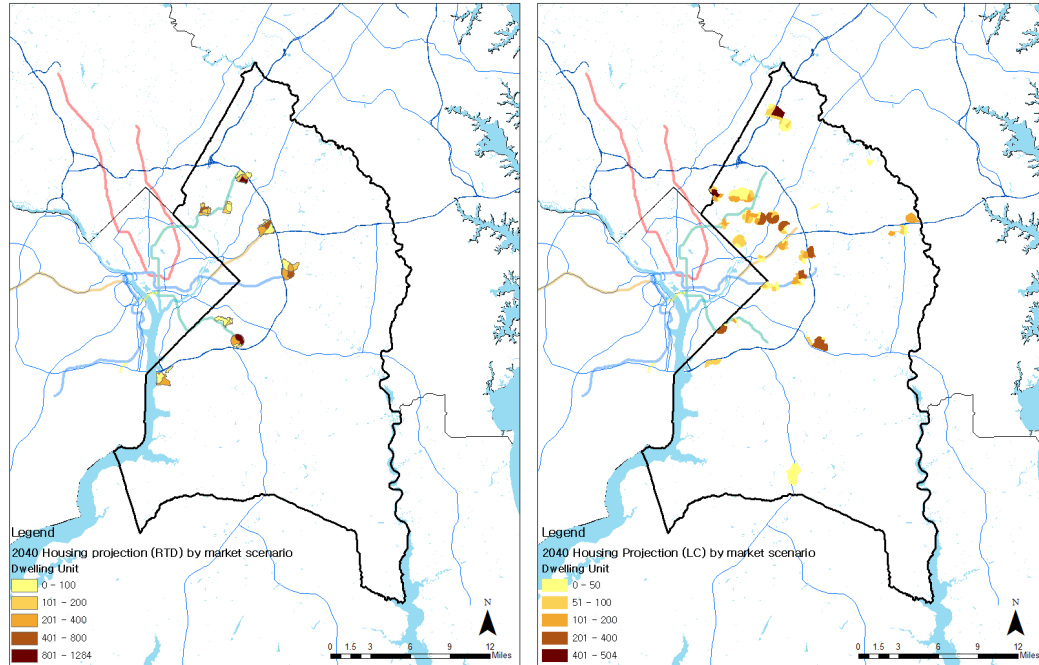 Legend
2040 Housing projection (RTD) by market scenario
Dwelling Unit
0 - 100
101 - 200
201 - 400
401 - 800
801 - 1284
N
0 1.5 3 6 9 12
Miles
Legend
2040 Housing Projection (LC) by market scenario
Dwelling Unit
0 - 50
51 - 100
101 - 200
201 - 400
401 - 504
N
0 1.5 3 6 9 12
Miles